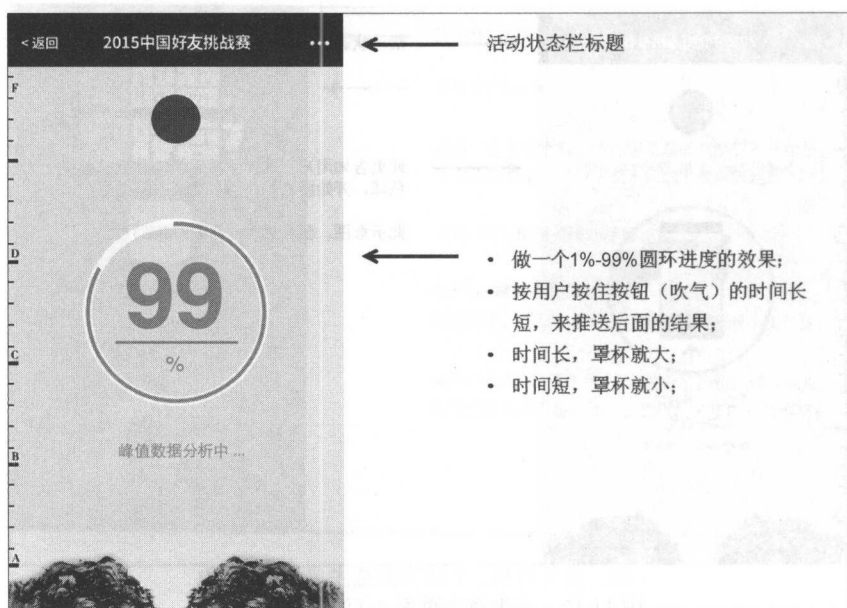 <返回 2015中国好友挑战赛 •••
活动状态栏标题
F
D
99
%
C
峰值数据分析中 ...
B
A
• 做一个1%-99%圆环进度的效果；
• 按用户按住按钮（吹气）的时间长
短，来推送后面的结果；
• 时间长，罩杯就大；
• 时间短，罩杯就小；